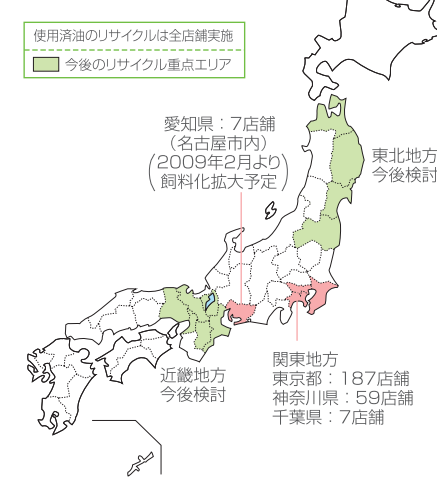 使用済油のリサイクルは全店舗実施
今後のリサイクル重点エリア
愛知県：7店舗
（名古屋市内）
（2009年2月より
飼料化拡大予定）
東北地方
今後検討
近畿地方
今後検討
関東地方
東京都：187店舗
神奈川県：59店舗
千葉県：7店舗